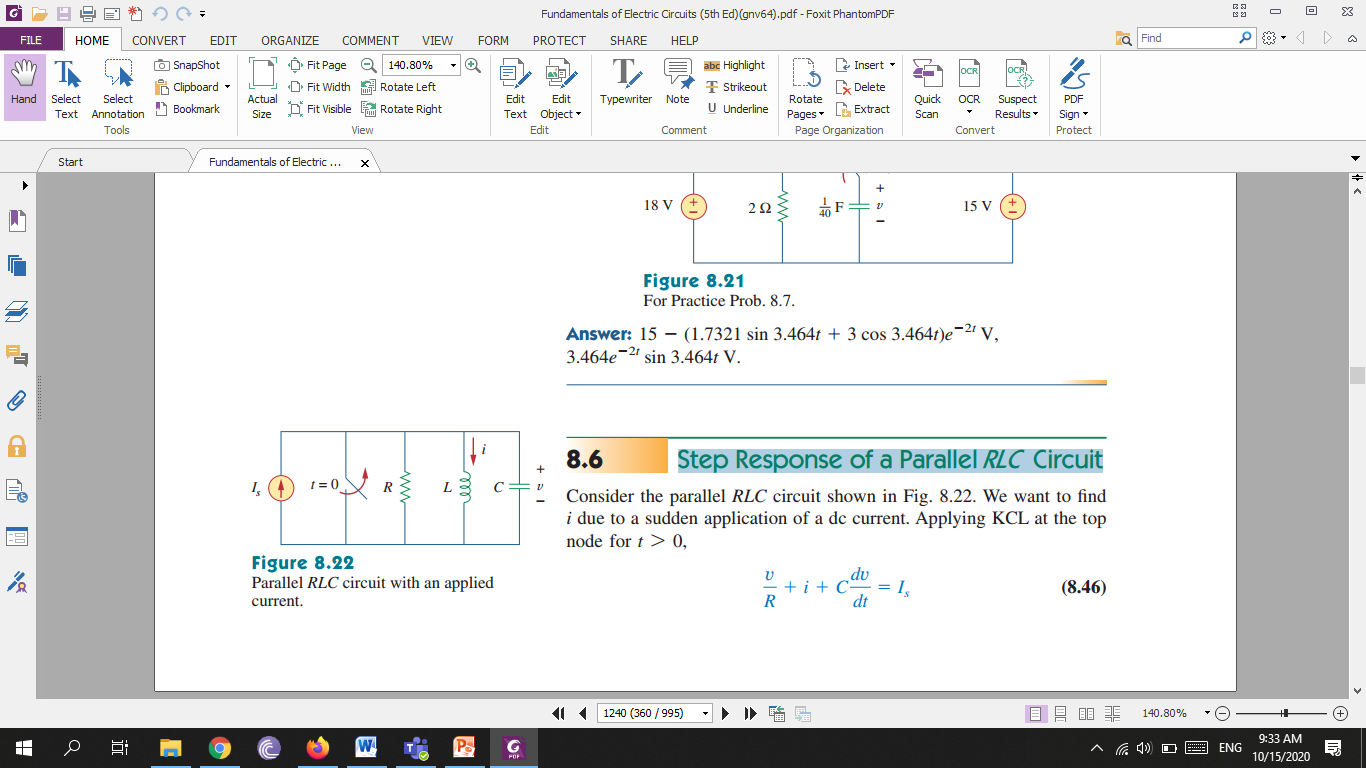 Fundamentals of Electric Circuits (5th Ed)(gnv64).pdf - Foxit PhantomPDF
FILE HOME CONVERT EDIT ORGANIZE COMMENT VIEW FORM PROTECT SHARE HELP Find
Hand
Select Text
Select Annotation
SnapShot
Clipboard
Bookmark
Tools
Actual Size
Fit Page
Fit Width
Fit Visible
140.80%
Rotate Left
Rotate Right
View
Edit Text
Edit Object
Edit
Typewriter
Note
abc Highlight
T Strikeout
U Underline
Comment
Rotate Pages
Insert
Delete
Extract
Page Organization
Quick Scan
OCR
OCR
OCR
Suspect Results
Convert
PDF Sign
Protect
Start
Fundamentals of Electric ...
18 V
+
−
2 Ω
1/40 F
+
v
−
15 V
+
−
Figure 8.21
For Practice Prob. 8.7.
Answer: 15 − (1.7321 sin 3.464t + 3 cos 3.464t)e⁻²ᵗ V,
3.464e⁻²ᵗ sin 3.464t V.
Iₛ
t = 0
R
L
i
C
+
v
−
Figure 8.22
Parallel RLC circuit with an applied
current.
8.6 Step Response of a Parallel RLC Circuit
Consider the parallel RLC circuit shown in Fig. 8.22. We want to find
i due to a sudden application of a dc current. Applying KCL at the top
node for t > 0,
v/R + i + C dv/dt = Iₛ (8.46)
1240 (360 / 995)
140.80%
ENG
9:33 AM
10/15/2020